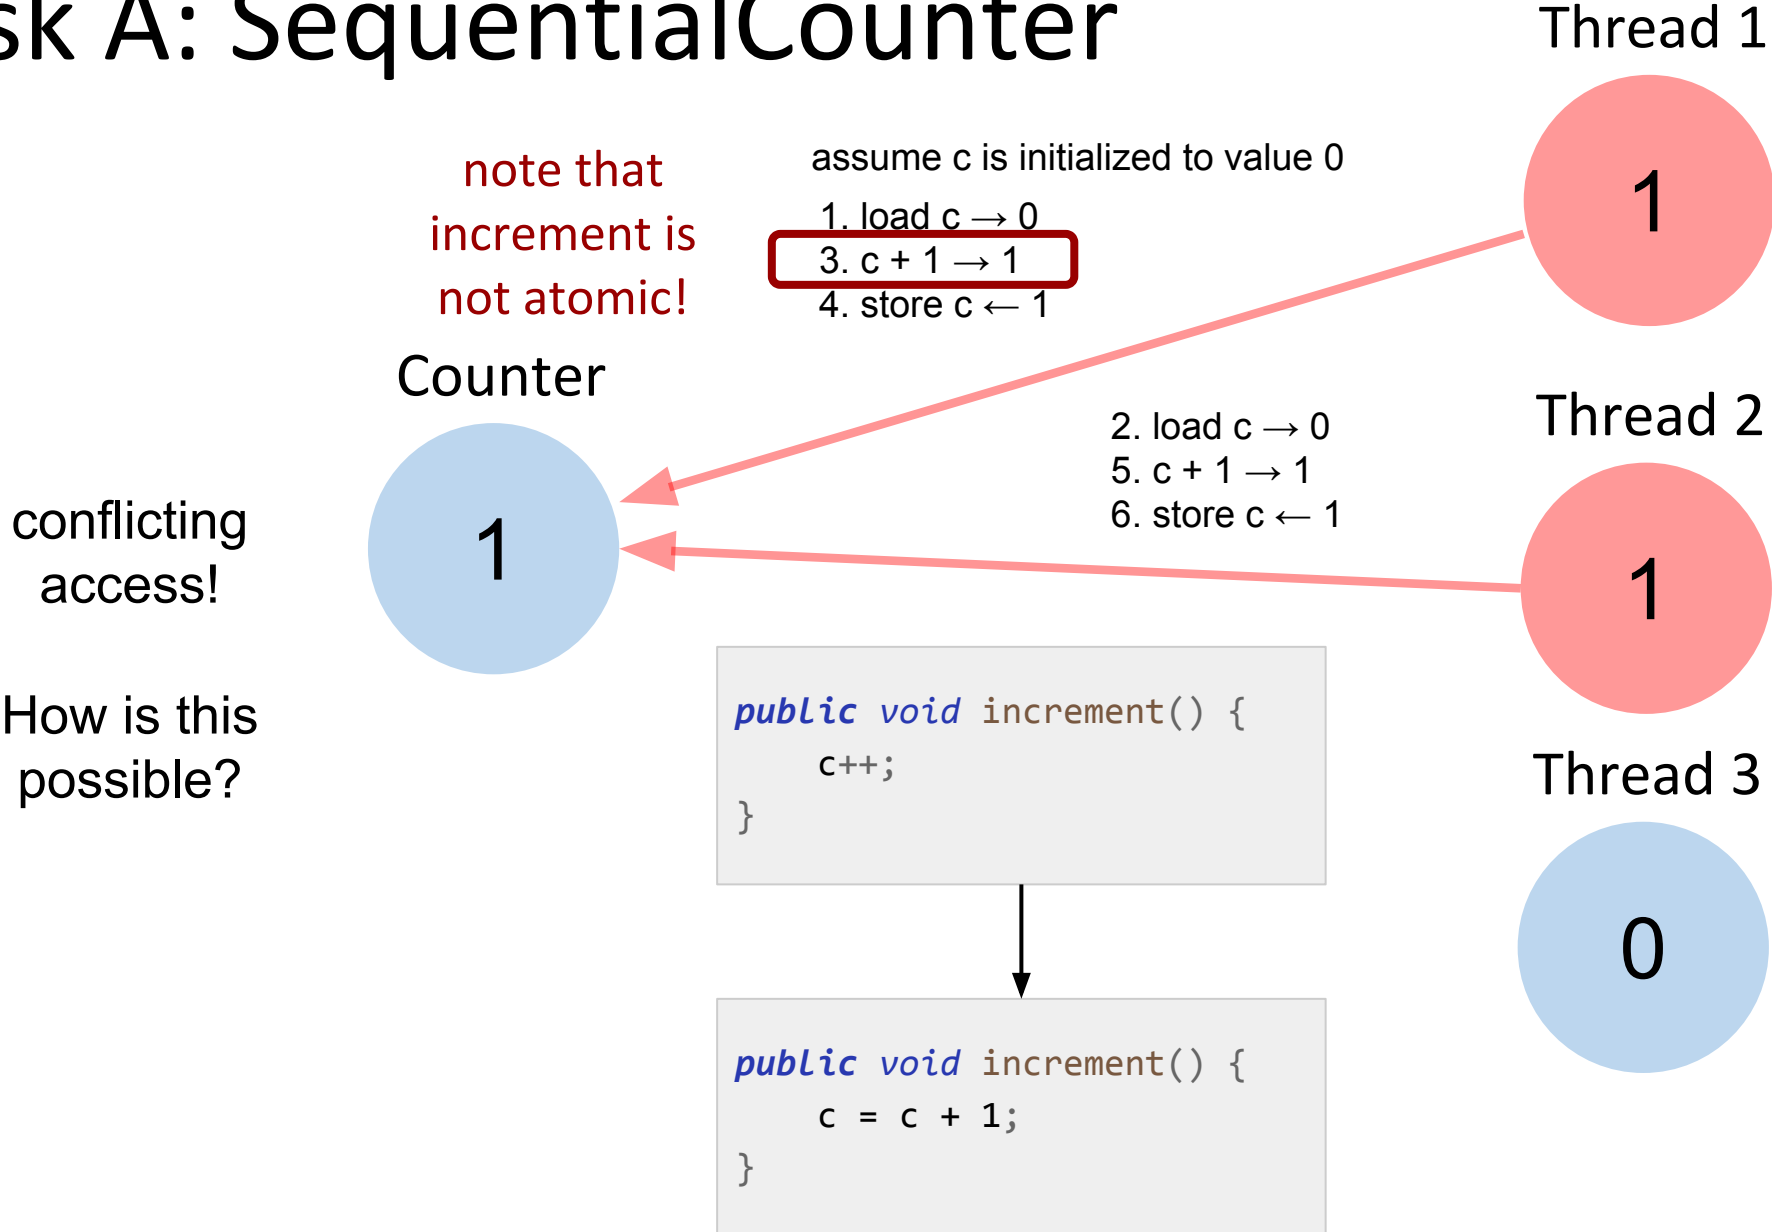 sk A: SequentialCounter
Thread 1
note that
increment is
not atomic!
assume c is initialized to value 0
1. load c → 0
3. c + 1 → 1
4. store c ← 1
1
Counter
1
conflicting
access!
How is this
possible?
2. load c → 0
5. c + 1 → 1
6. store c ← 1
Thread 2
1
Thread 3
0
public void increment() {
    c++;
}
public void increment() {
    c = c + 1;
}